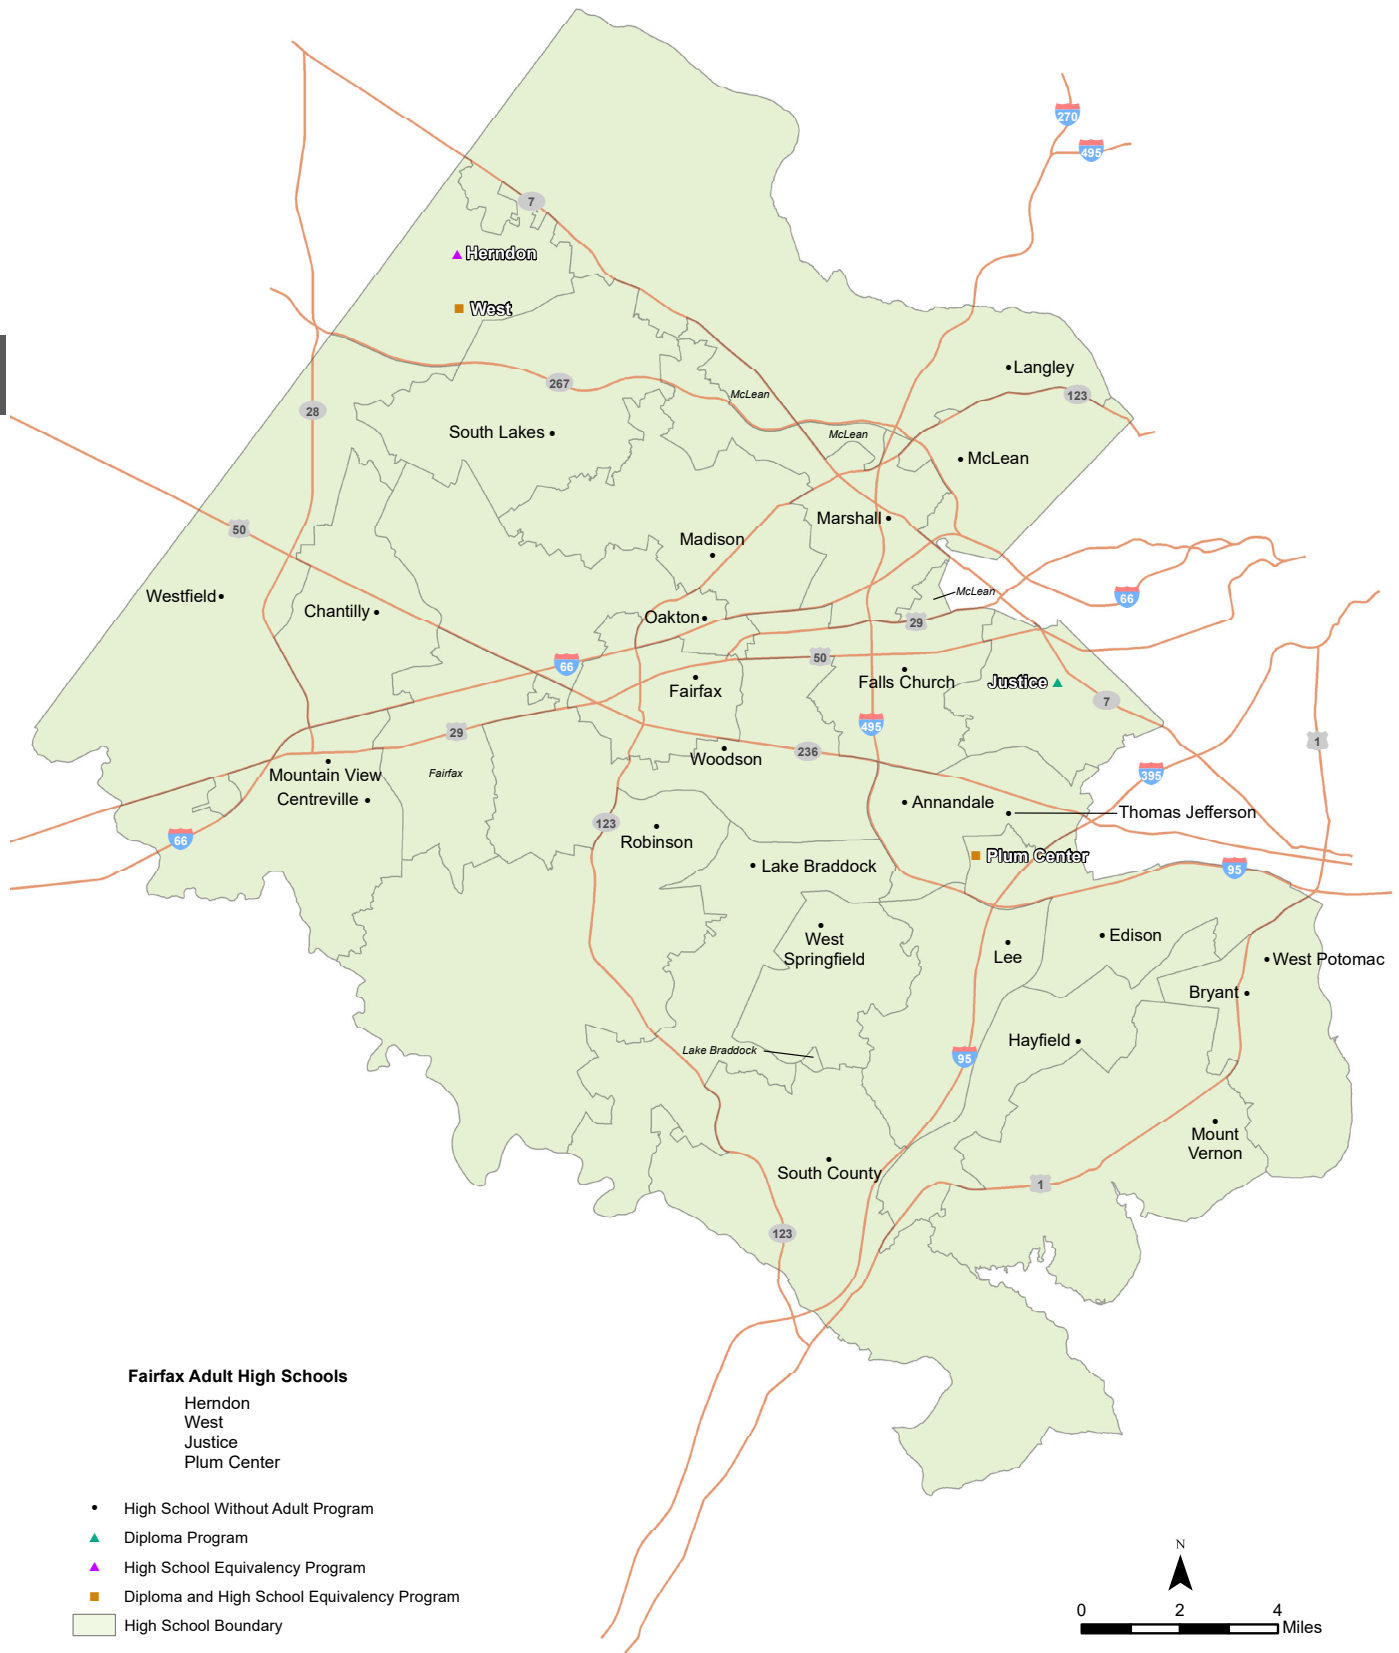 270
495
7
Herndon
West
Langley
267
123
McLean
28
McLean
South Lakes
McLean
Marshall
50
Madison
McLean
Westfield
66
Chantilly
Oakton
29
50
66
Falls Church
Justice
Fairfax
7
495
29
1
236
Woodson
Mountain View
Fairfax
395
Centreville
Annandale
Thomas Jefferson
123
Robinson
66
Plum Center
Lake Braddock
95
West
Springfield
Edison
Lee
West Potomac
Bryant
Hayfield
Lake Braddock
95
Mount
Vernon
South County
1
123
Fairfax Adult High Schools
Herndon
West
Justice
Plum Center
High School Without Adult Program
Diploma Program
High School Equivalency Program
Diploma and High School Equivalency Program
High School Boundary
N
0 2 4
Miles